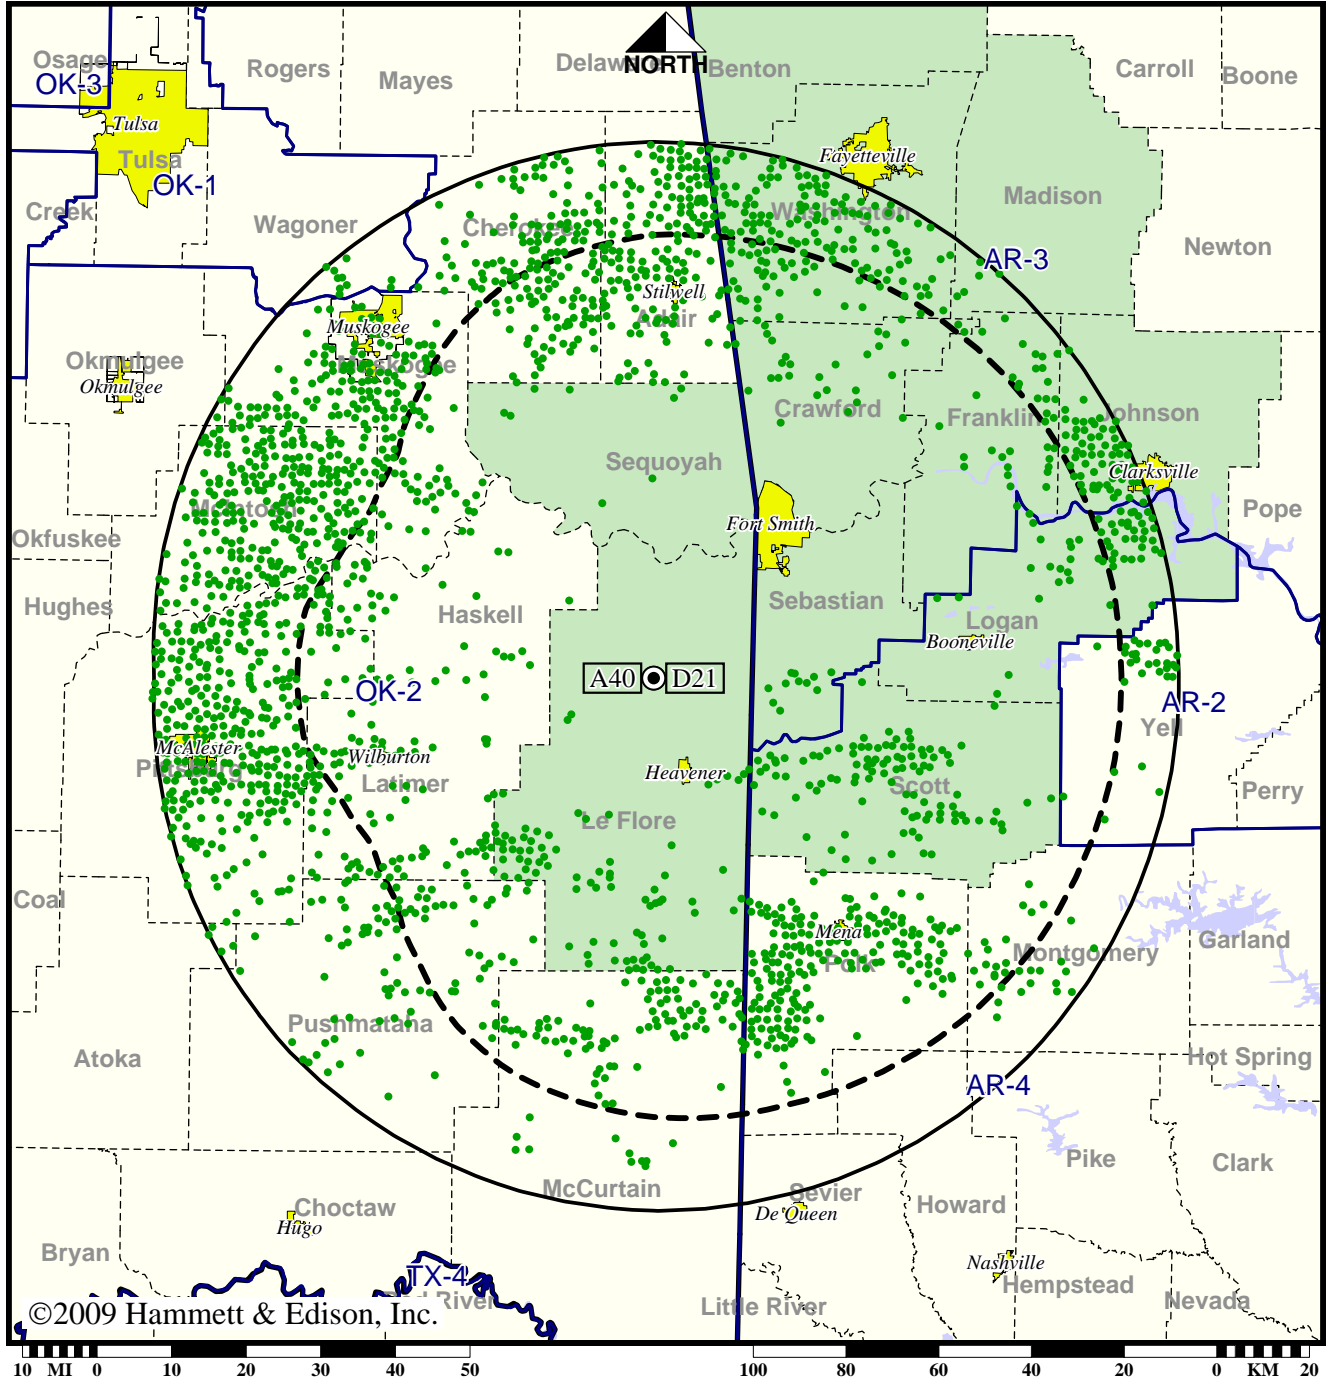 NORTH
Osage
OK-3
Rogers
Mayes
Delaware
Benton
Carroll
Boone
Tulsa
Tulsa
OK-1
Fayetteville
Creek
Wagoner
Cherokee
Washington
Madison
Newton
AR-3
Stilwell
Adair
Muskogee
Muskogee
Okmulgee
Okmulgee
Crawford
Franklin
Johnson
Sequoyah
Clarksville
McIntosh
Fort Smith
Pope
Okfuskee
Hughes
Haskell
Sebastian
Logan
Booneville
A40
D21
OK-2
AR-2
Yell
McAlester
Pittsburg
Wilburton
Latimer
Heavener
Scott
Perry
Le Flore
Coal
Mena
Polk
Montgomery
Garland
Pushmataha
Atoka
Hot Spring
AR-4
Pike
Clark
McCurtain
Sevier
De Queen
Howard
Choctaw
Hugo
Bryan
Nashville
Hempstead
TX-4
Red River
Little River
Nevada
©2009 Hammett & Edison, Inc.
10 MI 0 10 20 30 40 50
100 80 60 40 20 0 KM 20